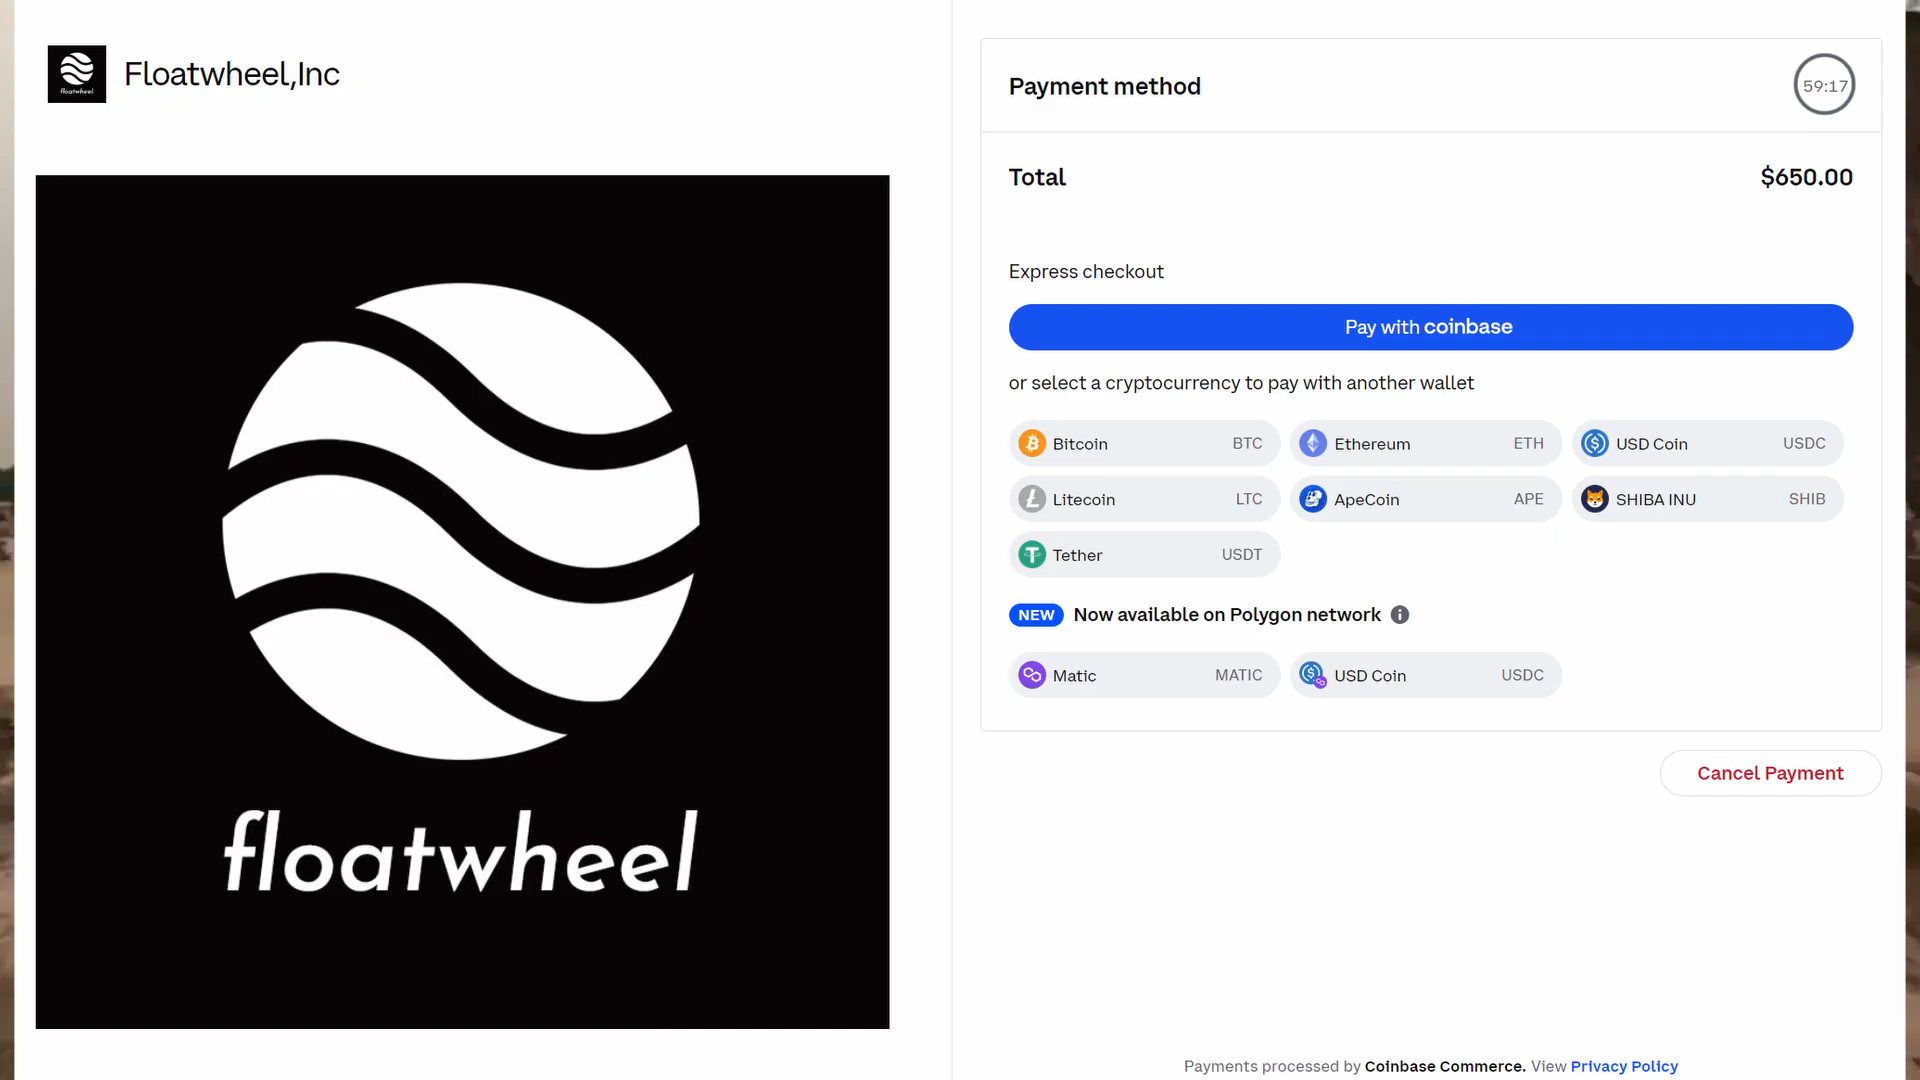 floatwheel
Floatwheel,Inc
floatwheel
Payment method
59:17
Total
$650.00
Express checkout
Pay with coinbase
or select a cryptocurrency to pay with another wallet
Bitcoin BTC
Ethereum ETH
USD Coin USDC
Litecoin LTC
ApeCoin APE
SHIBA INU SHIB
Tether USDT
NEW Now available on Polygon network
Matic MATIC
USD Coin USDC
Cancel Payment
Payments processed by Coinbase Commerce. View Privacy Policy